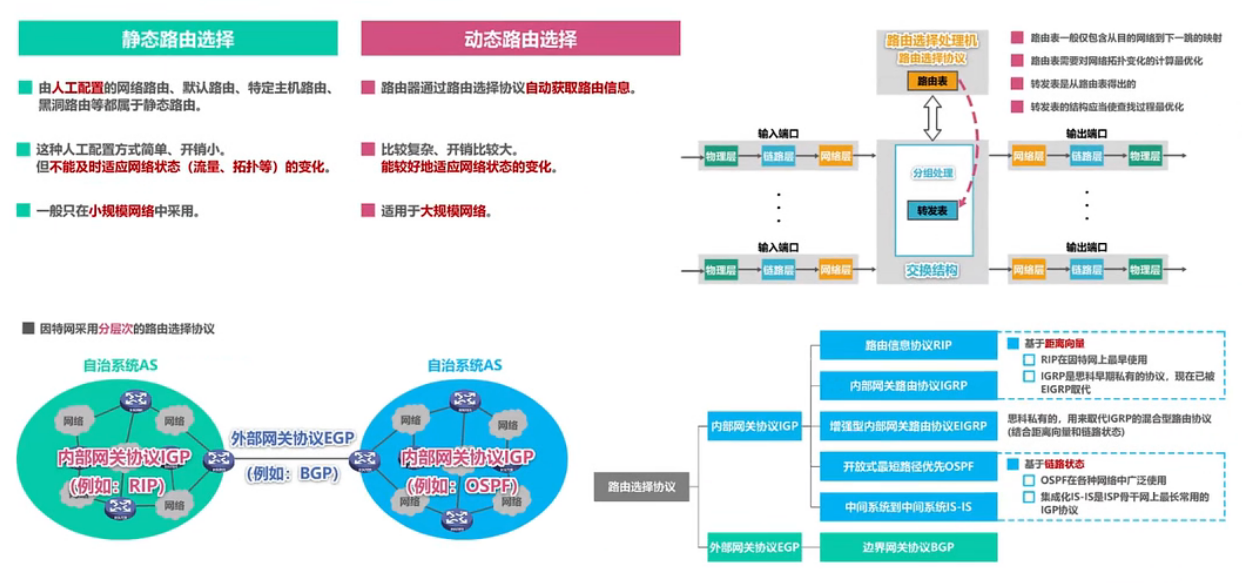 静态路由选择
由人工配置的网络路由、默认路由、特定主机路由、
黑洞路由等都属于静态路由。
这种人工配置方式简单、开销小。
但不能及时适应网络状态（流量、拓扑等）的变化。
一般只在小规模网络中采用。
动态路由选择
路由器通过路由选择协议自动获取路由信息。
比较复杂、开销比较大。
能较好地适应网络状态的变化。
适用于大规模网络。
路由选择处理机
路由选择协议
路由表
路由表一般仅包含从目的网络到下一跳的映射
路由表需要对网络拓扑变化的计算最优化
转发表是从路由表得出的
转发表的结构应当使查找过程最优化
输入端口
物理层
链路层
网络层
输出端口
网络层
链路层
物理层
分组处理
转发表
输入端口
物理层
链路层
网络层
交换结构
输出端口
网络层
链路层
物理层
因特网采用分层次的路由选择协议
自治系统AS
网络
网络
内部网关协议IGP
(例如：RIP)
网络
网络
外部网关协议EGP
(例如：BGP)
自治系统AS
网络
网络
内部网关协议IGP
(例如：OSPF)
网络
网络
路由选择协议
内部网关协议IGP
路由信息协议RIP
内部网关路由协议IGRP
增强型内部网关路由协议EIGRP
开放式最短路径优先OSPF
中间系统到中间系统IS-IS
外部网关协议EGP
边界网关协议BGP
基于距离向量
RIP在因特网上最早使用
IGRP是思科早期私有的协议，现在已被
EIGRP取代
思科私有的，用来取代IGRP的混合型路由协议
(结合距离向量和链路状态)
基于链路状态
OSPF在各种网络中广泛使用
集成化IS-IS是ISP骨干网上最长常用的
IGP协议